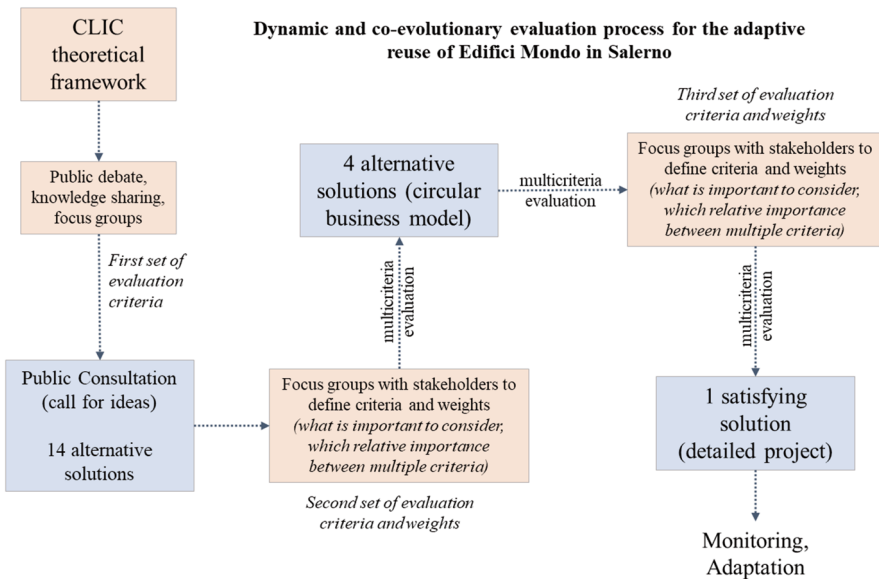 Dynamic and co-evolutionary evaluation process for the adaptive
reuse of Edifici Mondo in Salerno
CLIC
theoretical
framework
Public debate,
knowledge sharing,
focus groups
First set of
evaluation
criteria
Public Consultation
(call for ideas)
14 alternative
solutions
Focus groups with stakeholders to
define criteria and weights
(what is important to consider,
which relative importance
between multiple criteria)
Second set of evaluation
criteria and weights
multicriteria
evaluation
4 alternative
solutions (circular
business model)
multicriteria
evaluation
Third set of evaluation
criteria and weights
Focus groups with stakeholders to
define criteria and weights
(what is important to consider,
which relative importance
between multiple criteria)
multicriteria
evaluation
1 satisfying
solution
(detailed project)
Monitoring,
Adaptation